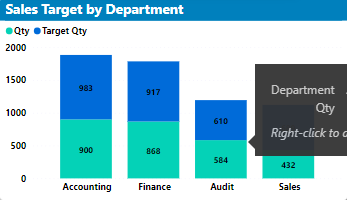 Sales Target by Department
Qty Target Qty
2000
1500
1000
500
0
983
900
917
868
610
584
432
Accounting
Finance
Audit
Sales
Department
Qty
Right-click to